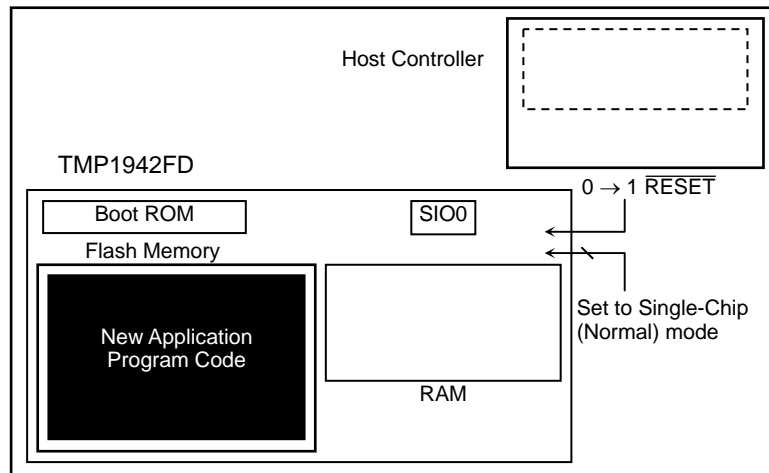 Host Controller
TMP1942FD
0 → 1 RESET
Boot ROM
SIO0
Flash Memory
New Application
Program Code
Set to Single-Chip
(Normal) mode
RAM